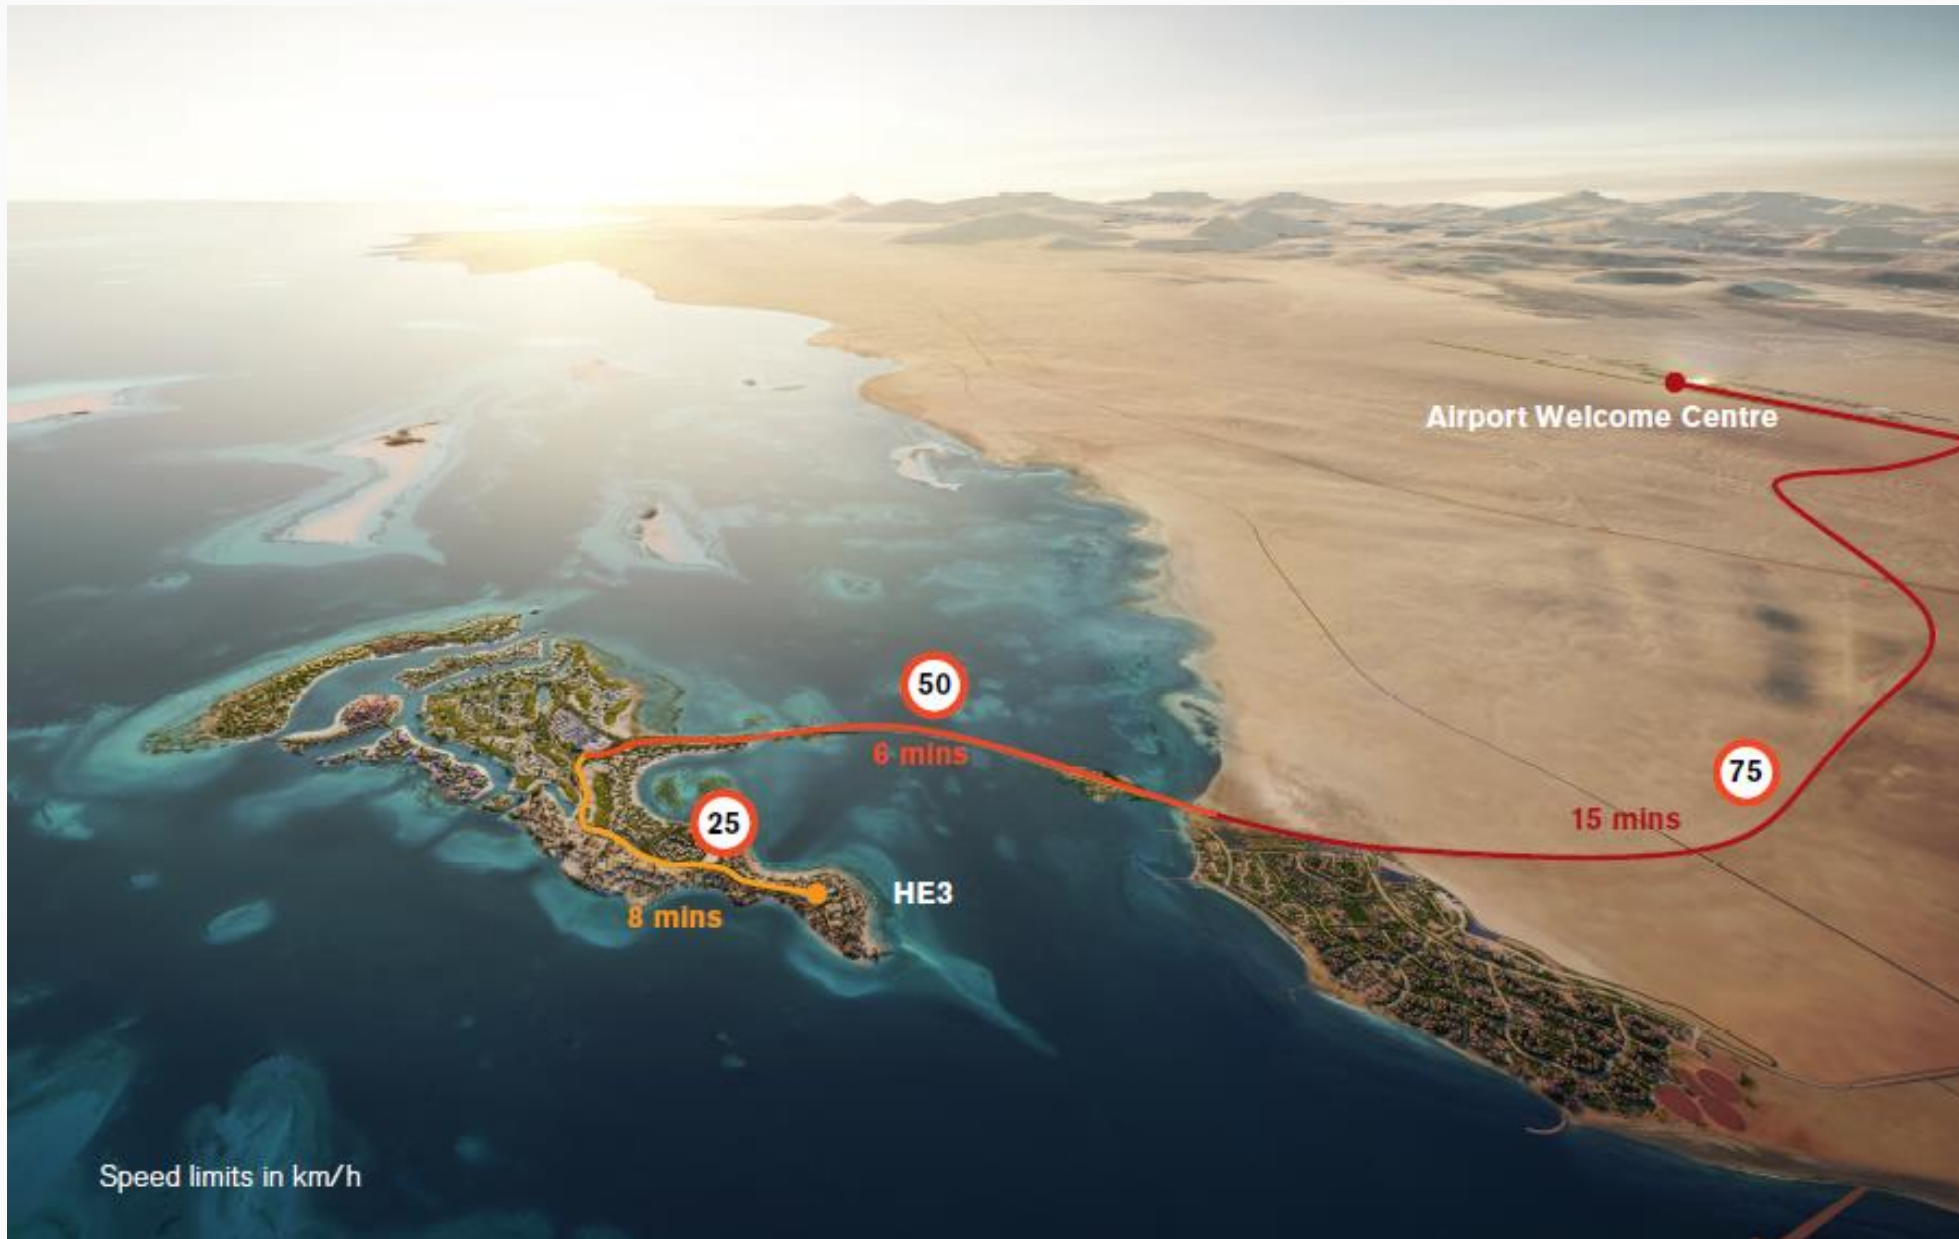 Airport Welcome Centre
50
6 mins
75
15 mins
25
HE3
8 mins
Speed limits in km/h